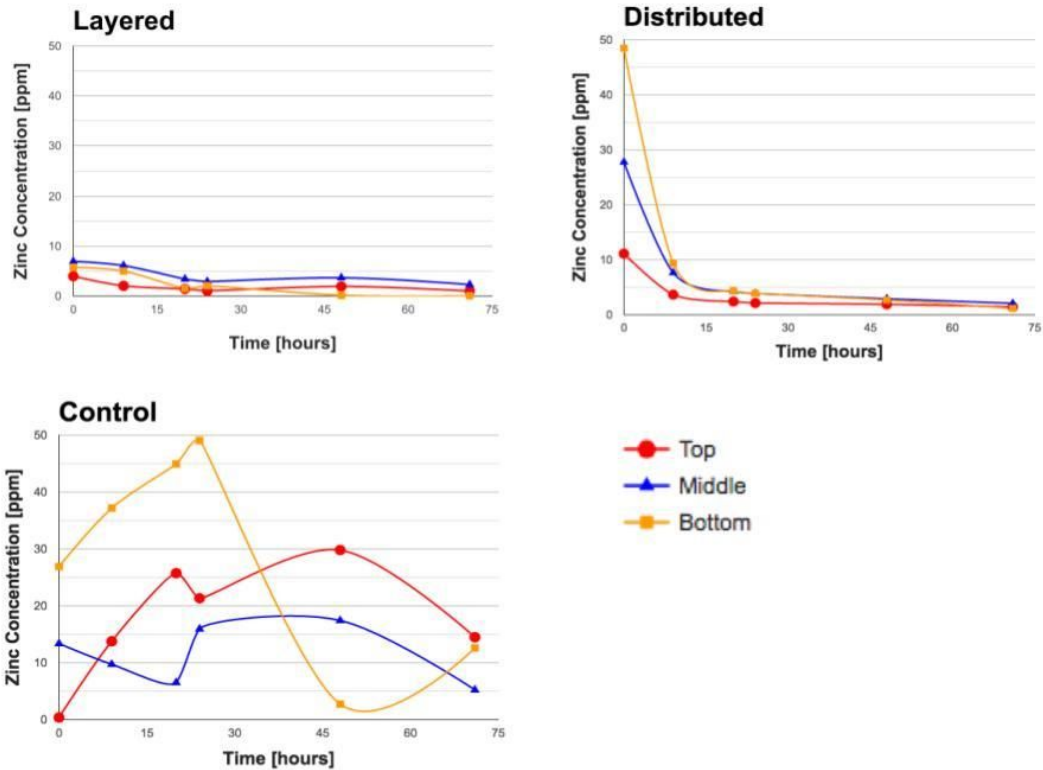 Layered
50
40
30
20
10
0
0 15 30 45 60 75
Zinc Concentration [ppm]
Time [hours]
Distributed
50
40
30
20
10
0
0 15 30 45 60 75
Zinc Concentration [ppm]
Time [hours]
Control
50
40
30
20
10
0
0 15 30 45 60 75
Zinc Concentration [ppm]
Time [hours]
Top
Middle
Bottom